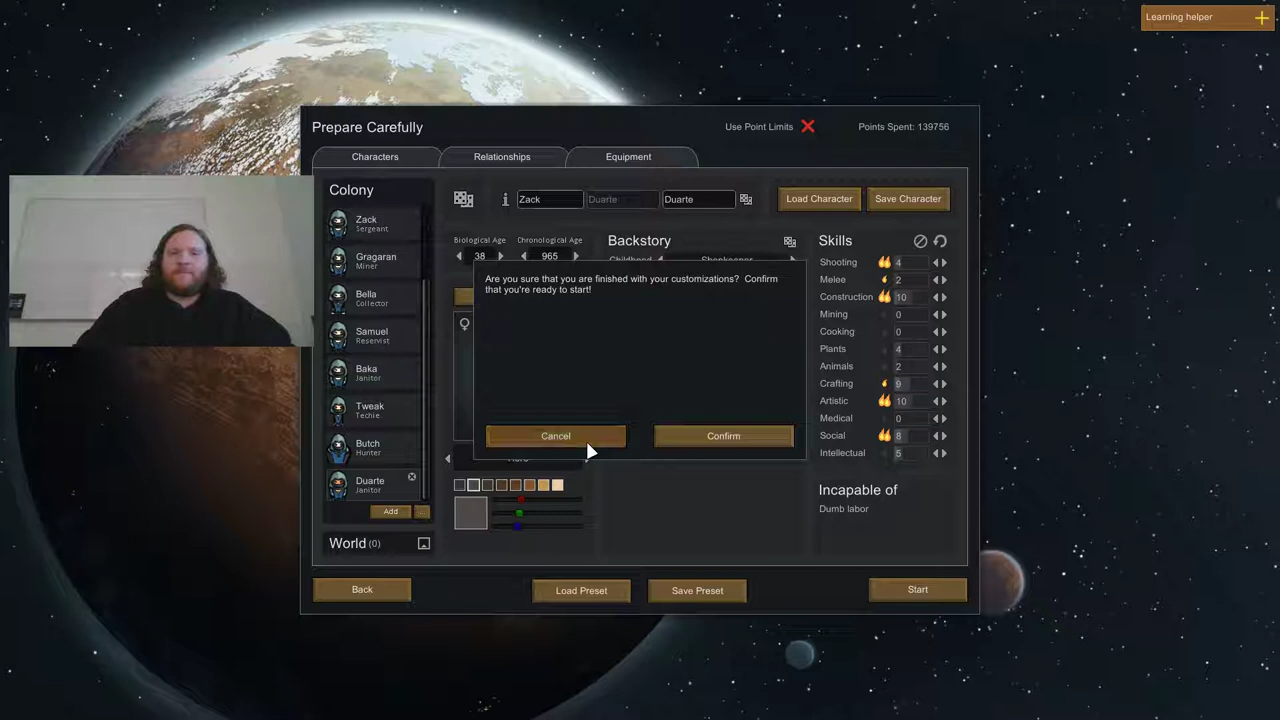 Learning helper
Prepare Carefully
Use Point Limits
Points Spent: 139756
Characters
Relationships
Equipment
Colony
Zack
Sergeant
Gragaran
Miner
Bella
Collector
Samuel
Reservist
Baka
Janitor
Tweak
Techie
Butch
Hunter
Duarte
Janitor
Add
...
World (0)
Zack
Duarte
Duarte
Load Character
Save Character
Biological Age
Chronological Age
38
965
Backstory
Childhood
Shopkeeper
Are you sure that you are finished with your customizations? Confirm
that you're ready to start!
Cancel
Confirm
Skills
Shooting 4
Melee 2
Construction 10
Mining 0
Cooking 0
Plants 4
Animals 2
Crafting 9
Artistic 10
Medical 0
Social 8
Intellectual 5
Incapable of
Dumb labor
Back
Load Preset
Save Preset
Start